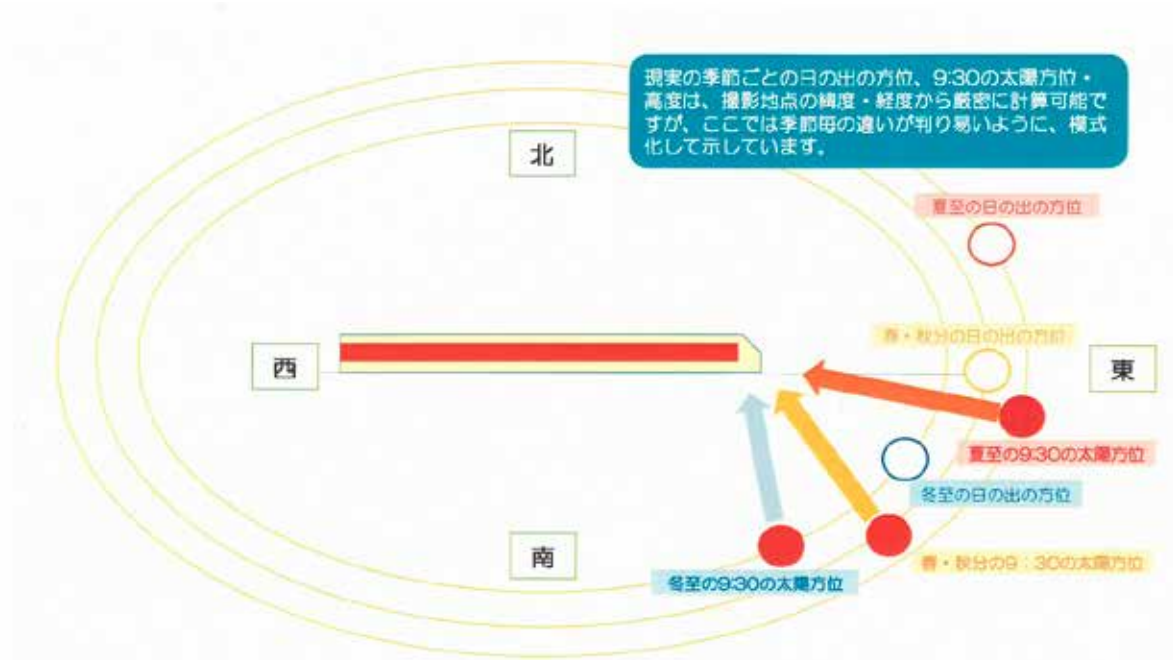 現実の季節ごとの日の出の方位、9:30の太陽方位・
高度は、撮影地点の緯度・経度から厳密に計算可能で
すが、ここでは季節毎の違いが判り易いように、模式
化して示しています。
北
夏至の日の出の方位
春・秋分の日の出の方位
西
東
夏至の9:30の太陽方位
冬至の日の出の方位
南
春・秋分の9:30の太陽方位
冬至の9:30の太陽方位